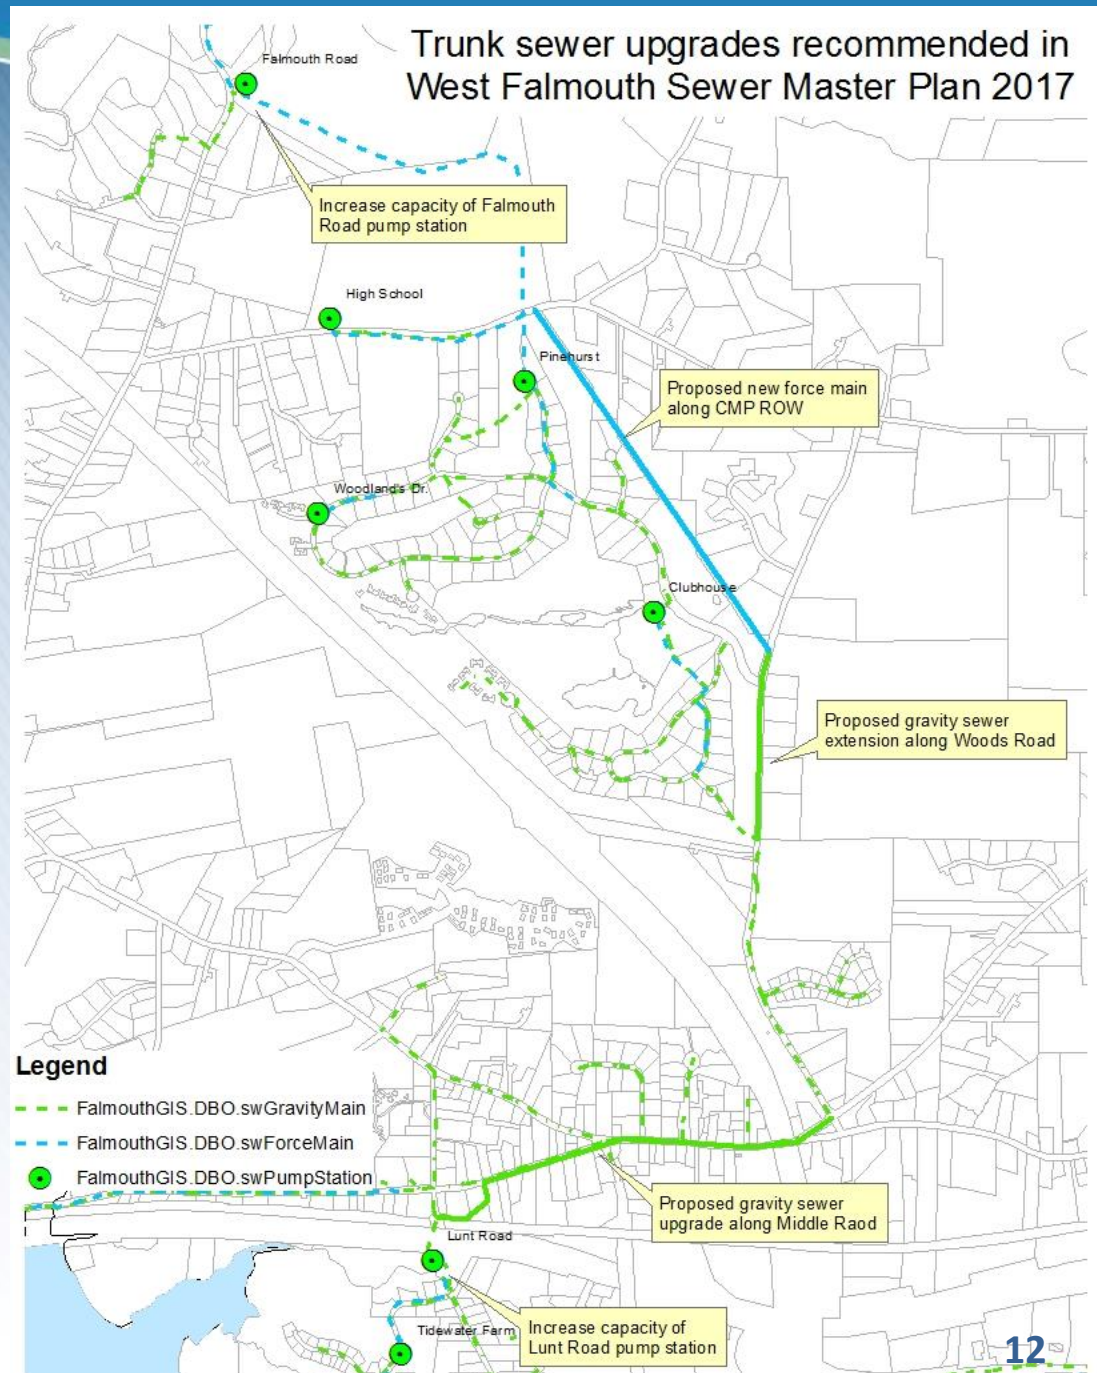 Trunk sewer upgrades recommended in
West Falmouth Sewer Master Plan 2017
Falmouth Road
Increase capacity of Falmouth
Road pump station
High School
Pinehurst
Proposed new force main
along CMP ROW
Woodland's Dr.
Clubhouse
Proposed gravity sewer
extension along Woods Road
Legend
FalmouthGIS.DBO.swGravityMain
FalmouthGIS.DBO.swForceMain
FalmouthGIS.DBO.swPumpStation
Proposed gravity sewer
upgrade along Middle Raod
Lunt Road
Tidewater Farm
Increase capacity of
Lunt Road pump station
12